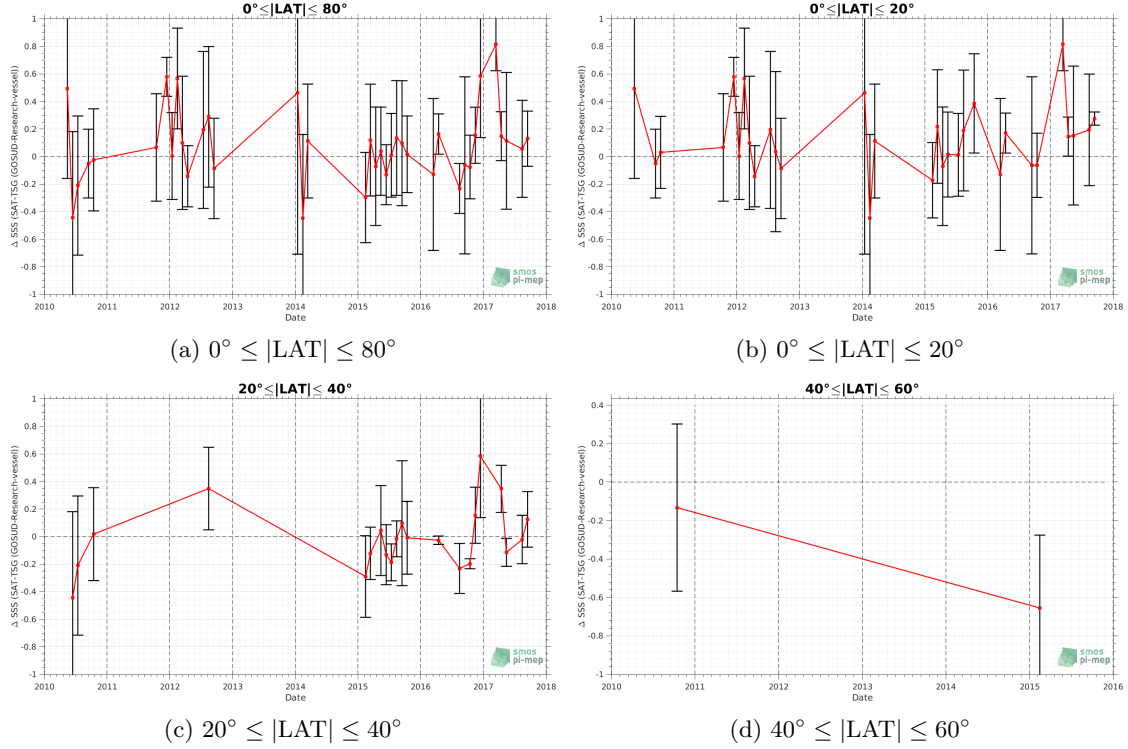 0°≤|LAT|≤ 80°
1
0.8
0.6
0.4
0.2
0
-0.2
-0.4
-0.6
-0.8
-1
Δ SSS (SAT-TSG (GOSUD-Research-vessel))
2010 2011 2012 2013 2014 2015 2016 2017 2018
Date
smos
pi-mep
(a) 0° ≤ |LAT| ≤ 80°
0°≤|LAT|≤ 20°
1
0.8
0.6
0.4
0.2
0
-0.2
-0.4
-0.6
-0.8
-1
Δ SSS (SAT-TSG (GOSUD-Research-vessel))
2010 2011 2012 2013 2014 2015 2016 2017 2018
Date
smos
pi-mep
(b) 0° ≤ |LAT| ≤ 20°
20°≤|LAT|≤ 40°
1
0.8
0.6
0.4
0.2
0
-0.2
-0.4
-0.6
-0.8
-1
Δ SSS (SAT-TSG (GOSUD-Research-vessel))
2010 2011 2012 2013 2014 2015 2016 2017 2018
Date
smos
pi-mep
(c) 20° ≤ |LAT| ≤ 40°
40°≤|LAT|≤ 60°
0.4
0.2
0
-0.2
-0.4
-0.6
-0.8
-1
Δ SSS (SAT-TSG (GOSUD-Research-vessel))
2010 2011 2012 2013 2014 2015 2016
Date
smos
pi-mep
(d) 40° ≤ |LAT| ≤ 60°